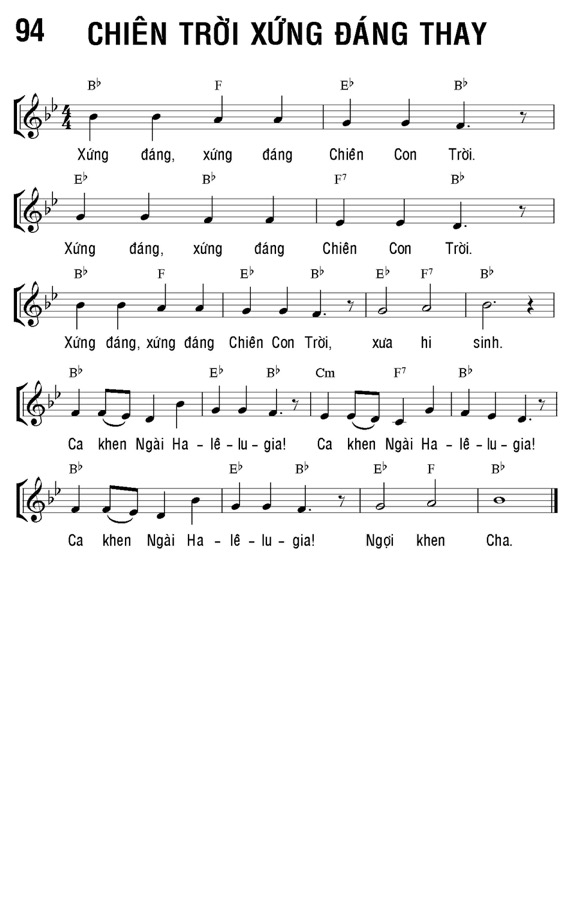 94 CHIÊN TRỜI XỨNG ĐÁNG THAY
B♭ F E♭ B♭
4
4
Xứng đáng, xứng đáng Chiên Con Trời.
E♭ B♭ F7 B♭
Xứng đáng, xứng đáng Chiên Con Trời.
B♭ F E♭ B♭ E♭ F7 B♭
Xứng đáng, xứng đáng Chiên Con Trời, xưa hi sinh.
B♭ E♭ B♭ Cm F7 B♭
Ca khen Ngài Ha-lê-lu-gia! Ca khen Ngài Ha-lê-lu-gia!
B♭ E♭ B♭ E♭ F B♭
Ca khen Ngài Ha-lê-lu-gia! Ngợi khen Cha.